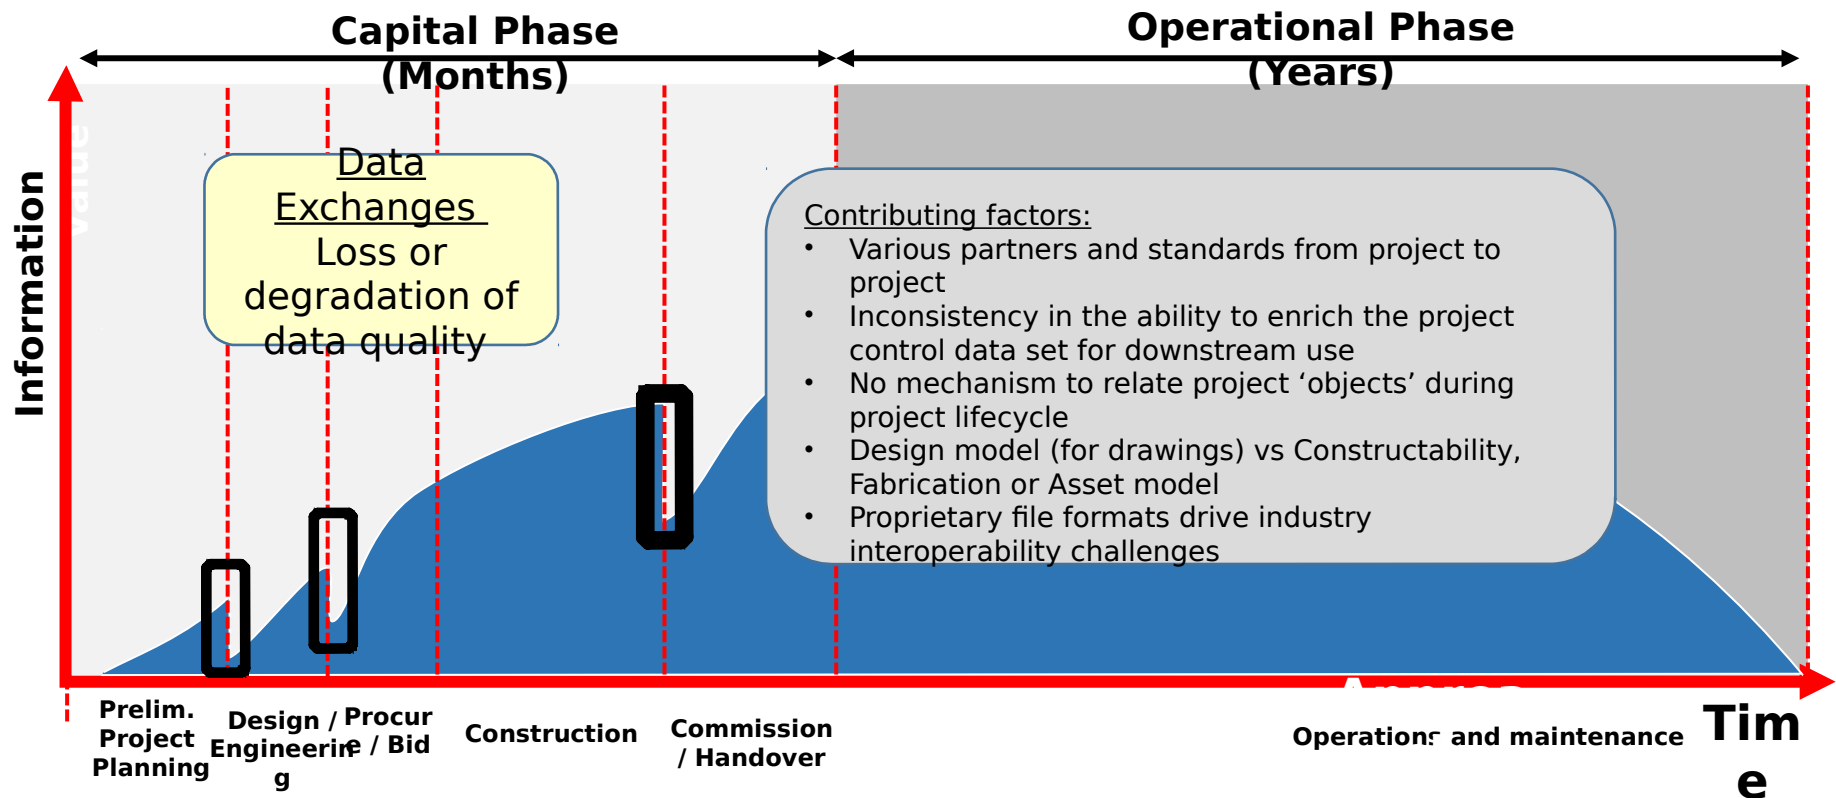 Capital Phase
(Months)
Operational Phase
(Years)
Information
Value
Data
Exchanges
Loss or
degradation of
data quality
Contributing factors:
• Various partners and standards from project to
project
• Inconsistency in the ability to enrich the project
control data set for downstream use
• No mechanism to relate project ‘objects’ during
project lifecycle
• Design model (for drawings) vs Constructability,
Fabrication or Asset model
• Proprietary file formats drive industry
interoperability challenges
Prelim.
Project
Planning
Design /
Engineerin
g
Procur
e / Bid
Construction
Commission
/ Handover
Operations and maintenance
Tim
e